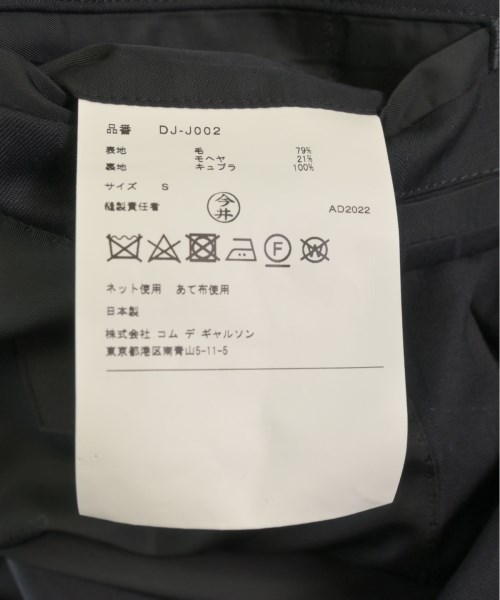 品番 DJ-J002
表地 毛 79%
モヘヤ 21%
裏地 キュプラ 100%
サイズ S
縫製責任者 今井 AD2022
F W
ネット使用 あて布使用
日本製
株式会社 コム デ ギャルソン
東京都港区南青山5-11-5